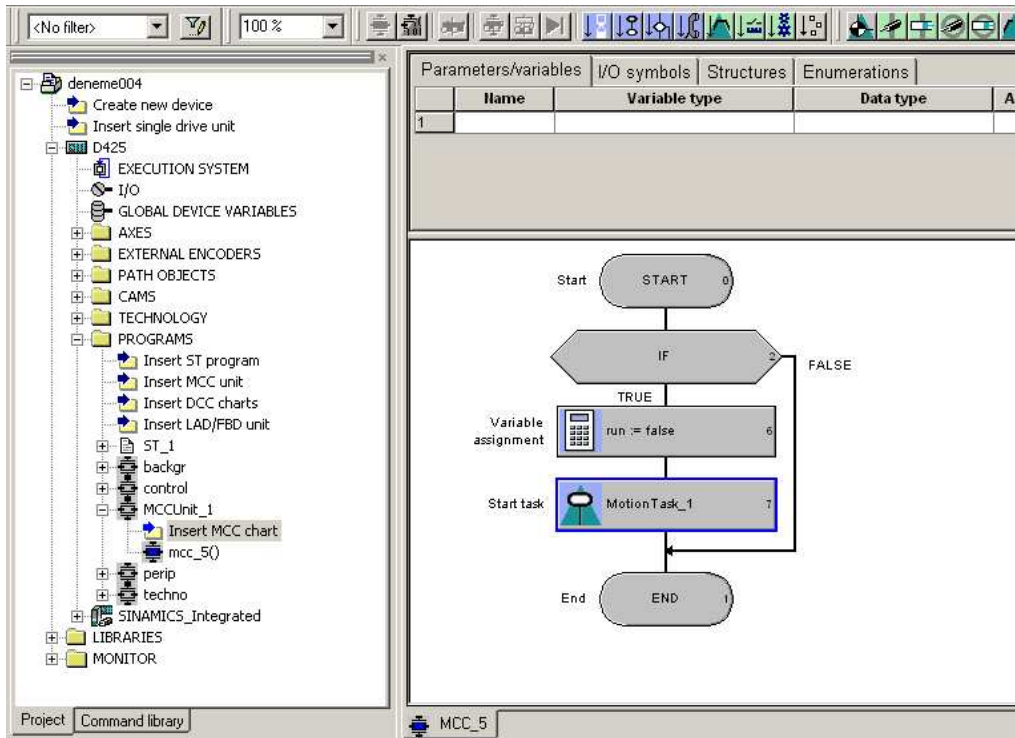 <No filter>
100 %
deneme004
Create new device
Insert single drive unit
D425
EXECUTION SYSTEM
I/O
GLOBAL DEVICE VARIABLES
AXES
EXTERNAL ENCODERS
PATH OBJECTS
CAMS
TECHNOLOGY
PROGRAMS
Insert ST program
Insert MCC unit
Insert DCC charts
Insert LAD/FBD unit
ST_1
backgr
control
MCCUnit_1
Insert MCC chart
mcc_5()
perip
techno
SINAMICS_Integrated
LIBRARIES
MONITOR
Project
Command library
Parameters/variables
I/O symbols
Structures
Enumerations
Name
Variable type
Data type
A
1
Start
START
0
IF
2
FALSE
TRUE
Variable
assignment
run := false
6
Start task
MotionTask_1
7
End
END
1
MCC_5